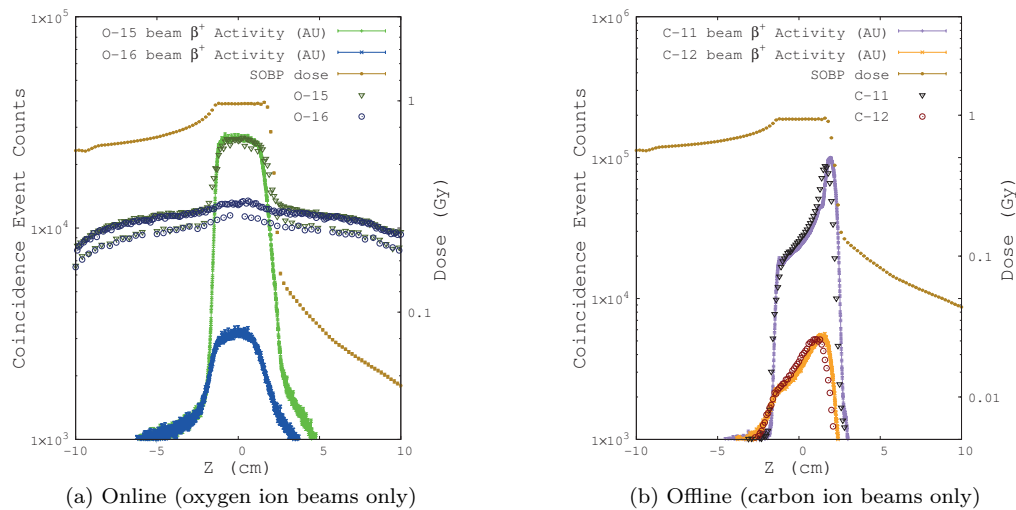 1×10⁵
O-15 beam β⁺ Activity (AU)
O-16 beam β⁺ Activity (AU)
SOBP dose
O-15
O-16
1×10⁴
1×10³
Coincidence Event Counts
1
0.1
Dose (Gy)
−10 −5 0 5 10
Z (cm)
(a) Online (oxygen ion beams only)
1×10⁶
C-11 beam β⁺ Activity (AU)
C-12 beam β⁺ Activity (AU)
SOBP dose
C-11
C-12
1×10⁵
1×10⁴
1×10³
Coincidence Event Counts
1
0.1
0.01
Dose (Gy)
−10 −5 0 5 10
Z (cm)
(b) Offline (carbon ion beams only)